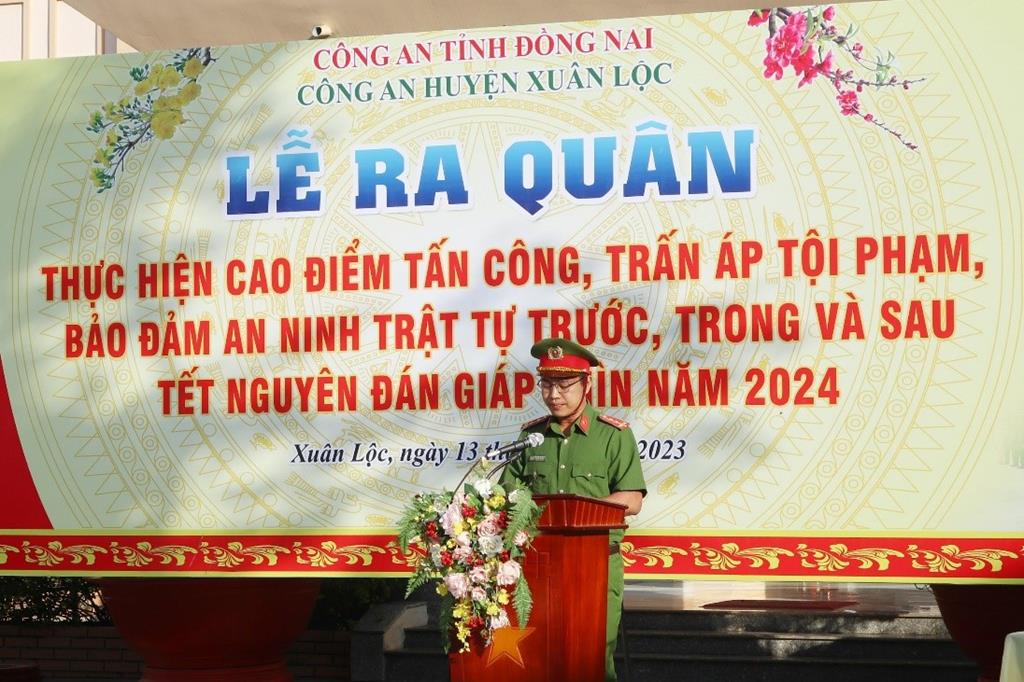 CÔNG AN TỈNH ĐỒNG NAI
CÔNG AN HUYỆN XUÂN LỘC
LỄ RA QUÂN
THỰC HIỆN CAO ĐIỂM TẤN CÔNG, TRẤN ÁP TỘI PHẠM,
BẢO ĐẢM AN NINH TRẬT TỰ TRƯỚC, TRONG VÀ SAU
TẾT NGUYÊN ĐÁN GIÁP NĂM 2024
Xuân Lộc, ngày 13 2023